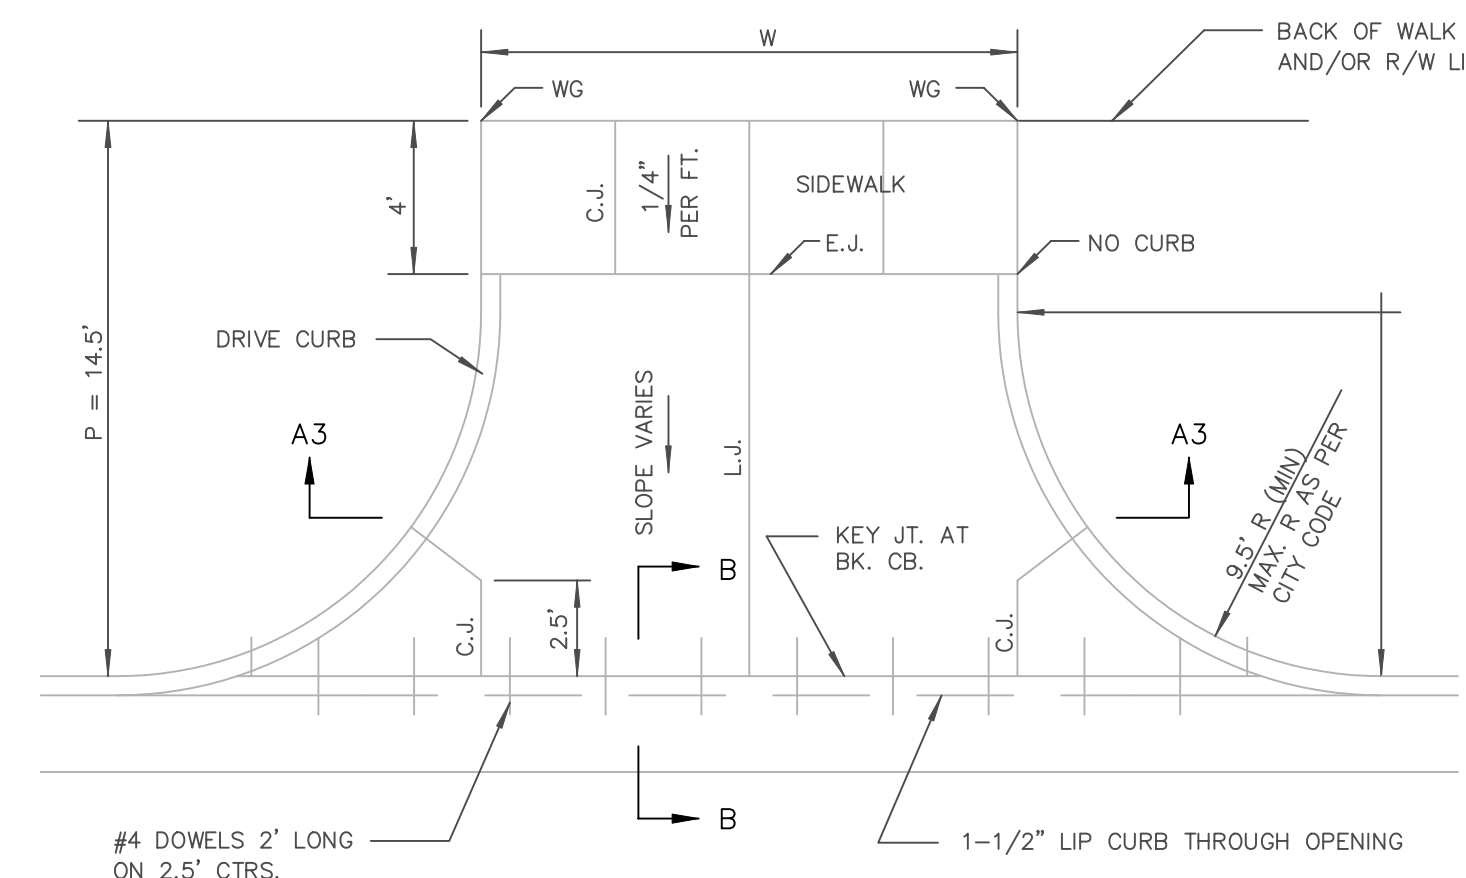 W
BACK OF WALK
AND/OR R/W
WG
WG
4'
C.J.
1/4"
PER FT.
SIDEWALK
E.J.
NO CURB
P = 14.5'
DRIVE CURB
SLOPE VARIES
L.J.
A3
A3
9.5' R (MIN)
MAX. R AS PER
CITY CODE
KEY JT. AT
BK. CB.
B
C.J.
2.5'
C.J.
B
#4 DOWELS 2' LONG
ON 2.5' CTRS.
1-1/2" LIP CURB THROUGH OPENING